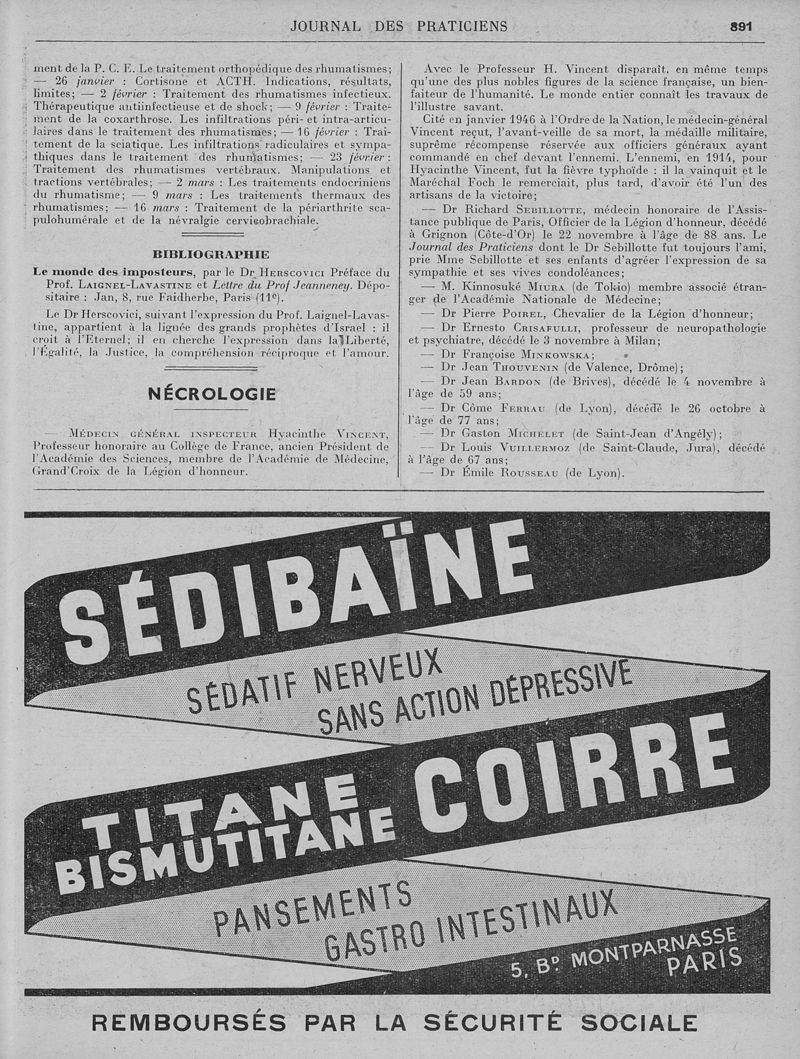 JOURNAL DES PRATICIENS 891
ment de la P. C. E. Le traitement orthopédique des rhumatismes;
— 26 janvier : Cortisone et ACTH. Indications, résultats,
limites; — 2 février : Traitement des rhumatismes infectieux.
Thérapeutique antiinfectieuse et de shock; — 9 février : Traite-
ment de la coxarthrose. Les infiltrations péri- et intra-articu-
laires dans le traitement des rhumatismes; — 16 février : Trai-
tement de la sciatique. Les infiltrations radiculaires et sympa-
thiques dans le traitement des rhumatismes; — 23 février :
Traitement des rhumatismes vertébraux. Manipulations et
tractions vertébrales; — 2 mars : Les traitements endocriniens
du rhumatisme; — 9 mars : Les traitements thermaux des
rhumatismes; — 16 mars : Traitement de la périarthrite sca-
pulohumérale et de la névralgie cervicobrachiale.
BIBLIOGRAPHIE
Le monde des imposteurs, par le Dr HERSCOVICI Préface du
Prof. LAIGNEL-LAVASTINE et Lettre du Prof Jeanneney. Dépo-
sitaire : Jan, 8, rue Faidherbe, Paris (11e).
Le Dr Herscovici, suivant l'expression du Prof. Laignel-Lavas-
tine, appartient à la lignée des grands prophètes d'Israel : il
croit à l'Eternel; il en cherche l'expression dans la Liberté,
l'Égalité, la Justice, la compréhension réciproque et l'amour.
NÉCROLOGIE
— MÉDECIN GÉNÉRAL INSPECTEUR Hyacinthe VINCENT,
Professeur honoraire au Collège de France, ancien Président de
l'Académie des Sciences, membre de l'Académie de Médecine,
Grand'Croix de la Légion d'honneur.
Avec le Professeur H. Vincent disparaît, en même temps
qu'une des plus nobles figures de la science française, un bien-
faiteur de l'humanité. Le monde entier connaît les travaux de
l'illustre savant.
Cité en janvier 1946 à l'Ordre de la Nation, le médecin-général
Vincent reçut, l'avant-veille de sa mort, la médaille militaire,
suprême récompense réservée aux officiers généraux ayant
commandé en chef devant l'ennemi. L'ennemi, en 1914, pour
Hyacinthe Vincent, fut la fièvre typhoïde : il la vainquit et le
Maréchal Foch le remerciait, plus tard, d'avoir été l'un des
artisans de la victoire;
— Dr Richard SEBILLOTTE, médecin honoraire de l'Assis-
tance publique de Paris, Officier de la Légion d'honneur, décédé
à Grignon (Côte-d'Or) le 22 novembre à l'âge de 88 ans. Le
Journal des Praticiens dont le Dr Sebillotte fut toujours l'ami,
prie Mme Sebillotte et ses enfants d'agréer l'expression de sa
sympathie et ses vives condoléances;
— M. Kinnosuké MIURA (de Tokio) membre associé étran-
ger de l'Académie Nationale de Médecine;
— Dr Pierre POIREL, Chevalier de la Légion d'honneur;
— Dr Ernesto CRISAFULLI, professeur de neuropathologie
et psychiatre, décédé le 3 novembre à Milan;
— Dr Françoise MINKOWSKA;
— Dr Jean THOUVENIN (de Valence, Drôme);
— Dr Jean BARDON (de Brives), décédé le 4 novembre à
l'âge de 59 ans;
— Dr Côme FERRAU (de Lyon), décédé le 26 octobre à
l'âge de 77 ans;
— Dr Gaston MICHELET (de Saint-Jean d'Angély);
— Dr Louis VUILLERMOZ (de Saint-Claude, Jura), décédé
à l'âge de 67 ans;
— Dr Émile ROUSSEAU (de Lyon).
SÉDIBAÏNE
SÉDATIF NERVEUX
SANS ACTION DÉPRESSIVE
TITANE
BISMUTITANE COIRRE
PANSEMENTS
GASTRO INTESTINAUX
5, BD. MONTPARNASSE
PARIS
REMBOURSÉS PAR LA SÉCURITÉ SOCIALE